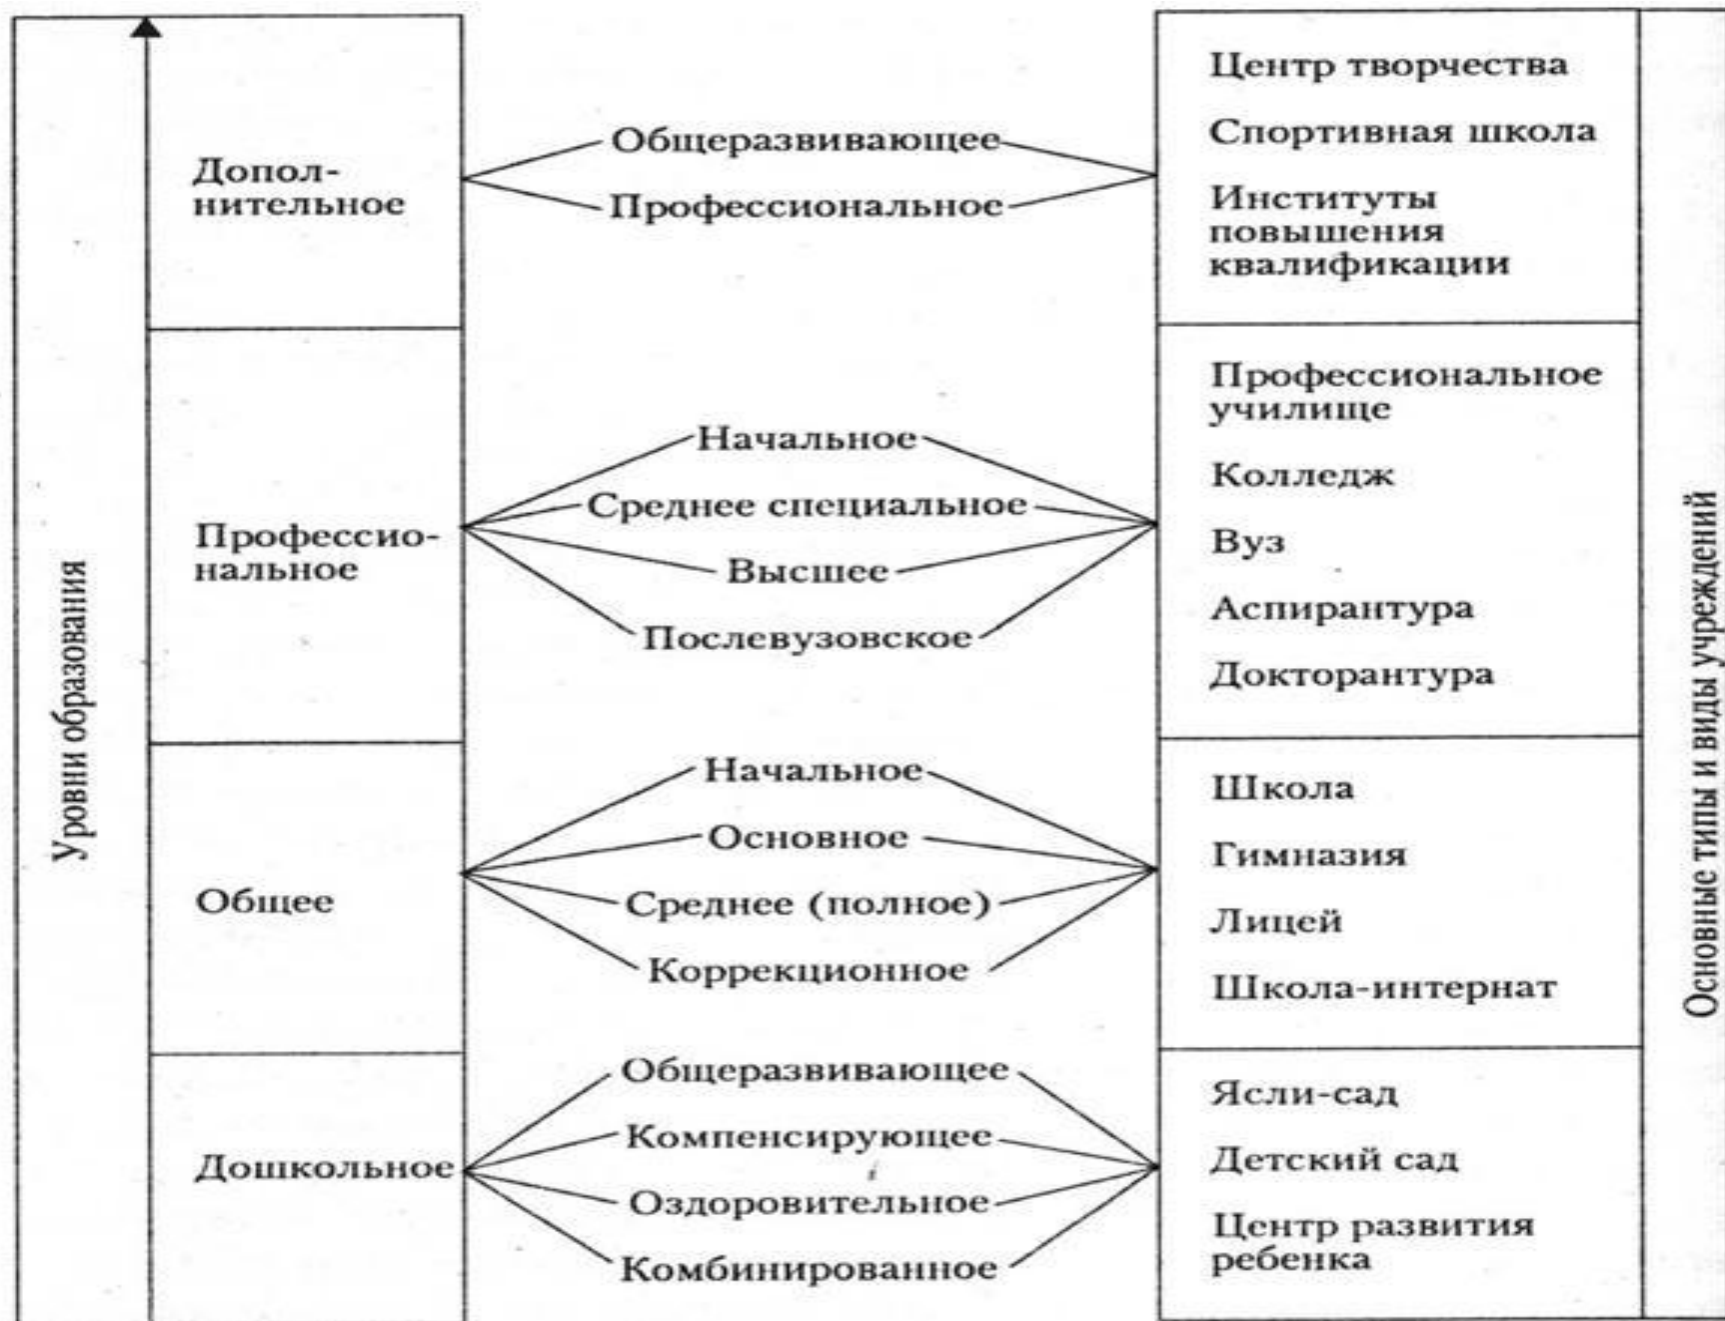 Уровни образования
Допол-
нительное
Общеразвивающее
Профессиональное
Центр творчества
Спортивная школа
Институты
повышения
квалификации
Профессио-
нальное
Начальное
Среднее специальное
Высшее
Послевузовское
Профессиональное
училище
Колледж
Вуз
Аспирантура
Докторантура
Общее
Начальное
Основное
Среднее (полное)
Коррекционное
Школа
Гимназия
Лицей
Школа-интернат
Дошкольное
Общеразвивающее
Компенсирующее
Оздоровительное
Комбинированное
Ясли-сад
Детский сад
Центр развития
ребенка
Основные типы и виды учреждений